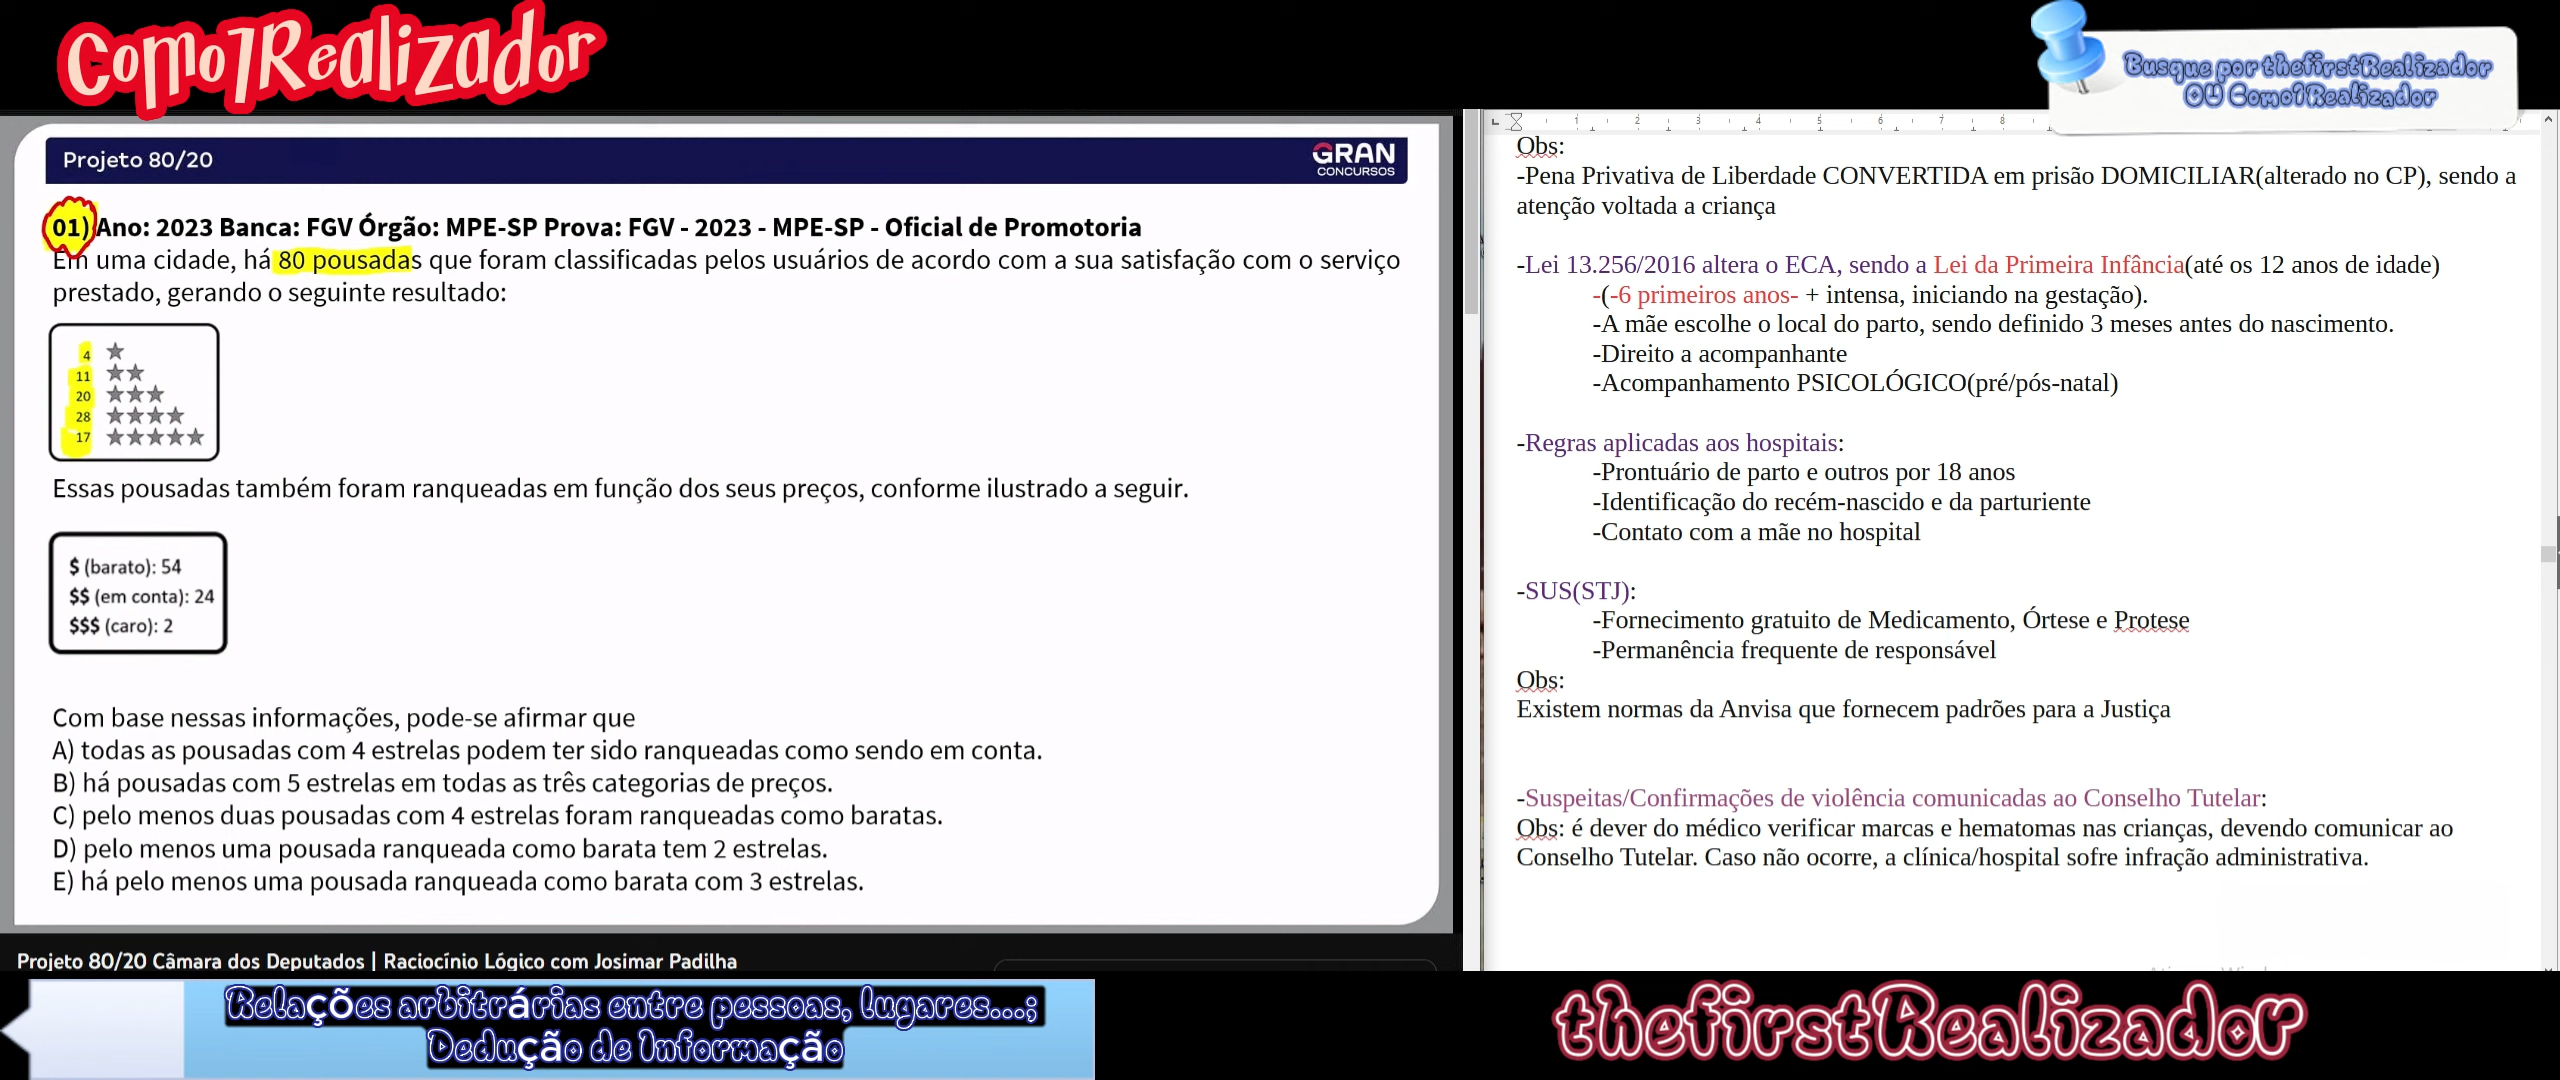 Como1Realizador
Busque por thefirstRealizador
OU Como1Realizador
Projeto 80/20
GRAN
CONCURSOS
01) Ano: 2023 Banca: FGV Órgão: MPE-SP Prova: FGV - 2023 - MPE-SP - Oficial de Promotoria
Em uma cidade, há 80 pousadas que foram classificadas pelos usuários de acordo com a sua satisfação com o serviço
prestado, gerando o seguinte resultado:
4 ★
11 ★★
20 ★★★
28 ★★★★
17 ★★★★★
Essas pousadas também foram ranqueadas em função dos seus preços, conforme ilustrado a seguir.
$ (barato): 54
$$ (em conta): 24
$$$ (caro): 2
Com base nessas informações, pode-se afirmar que
A) todas as pousadas com 4 estrelas podem ter sido ranqueadas como sendo em conta.
B) há pousadas com 5 estrelas em todas as três categorias de preços.
C) pelo menos duas pousadas com 4 estrelas foram ranqueadas como baratas.
D) pelo menos uma pousada ranqueada como barata tem 2 estrelas.
E) há pelo menos uma pousada ranqueada como barata com 3 estrelas.
Projeto 80/20 Câmara dos Deputados | Raciocínio Lógico com Josimar Padilha
1 2 3 4 5 6 7 8
Obs:
-Pena Privativa de Liberdade CONVERTIDA em prisão DOMICILIAR(alterado no CP), sendo a
atenção voltada a criança
-Lei 13.256/2016 altera o ECA, sendo a Lei da Primeira Infância(até os 12 anos de idade)
-(-6 primeiros anos- + intensa, iniciando na gestação).
-A mãe escolhe o local do parto, sendo definido 3 meses antes do nascimento.
-Direito a acompanhante
-Acompanhamento PSICOLÓGICO(pré/pós-natal)
-Regras aplicadas aos hospitais:
-Prontuário de parto e outros por 18 anos
-Identificação do recém-nascido e da parturiente
-Contato com a mãe no hospital
-SUS(STJ):
-Fornecimento gratuito de Medicamento, Órtese e Protese
-Permanência frequente de responsável
Obs:
Existem normas da Anvisa que fornecem padrões para a Justiça
-Suspeitas/Confirmações de violência comunicadas ao Conselho Tutelar:
Obs: é dever do médico verificar marcas e hematomas nas crianças, devendo comunicar ao
Conselho Tutelar. Caso não ocorre, a clínica/hospital sofre infração administrativa.
Relações arbitrárias entre pessoas, lugares...;
Dedução de Informação
thefirstRealizador